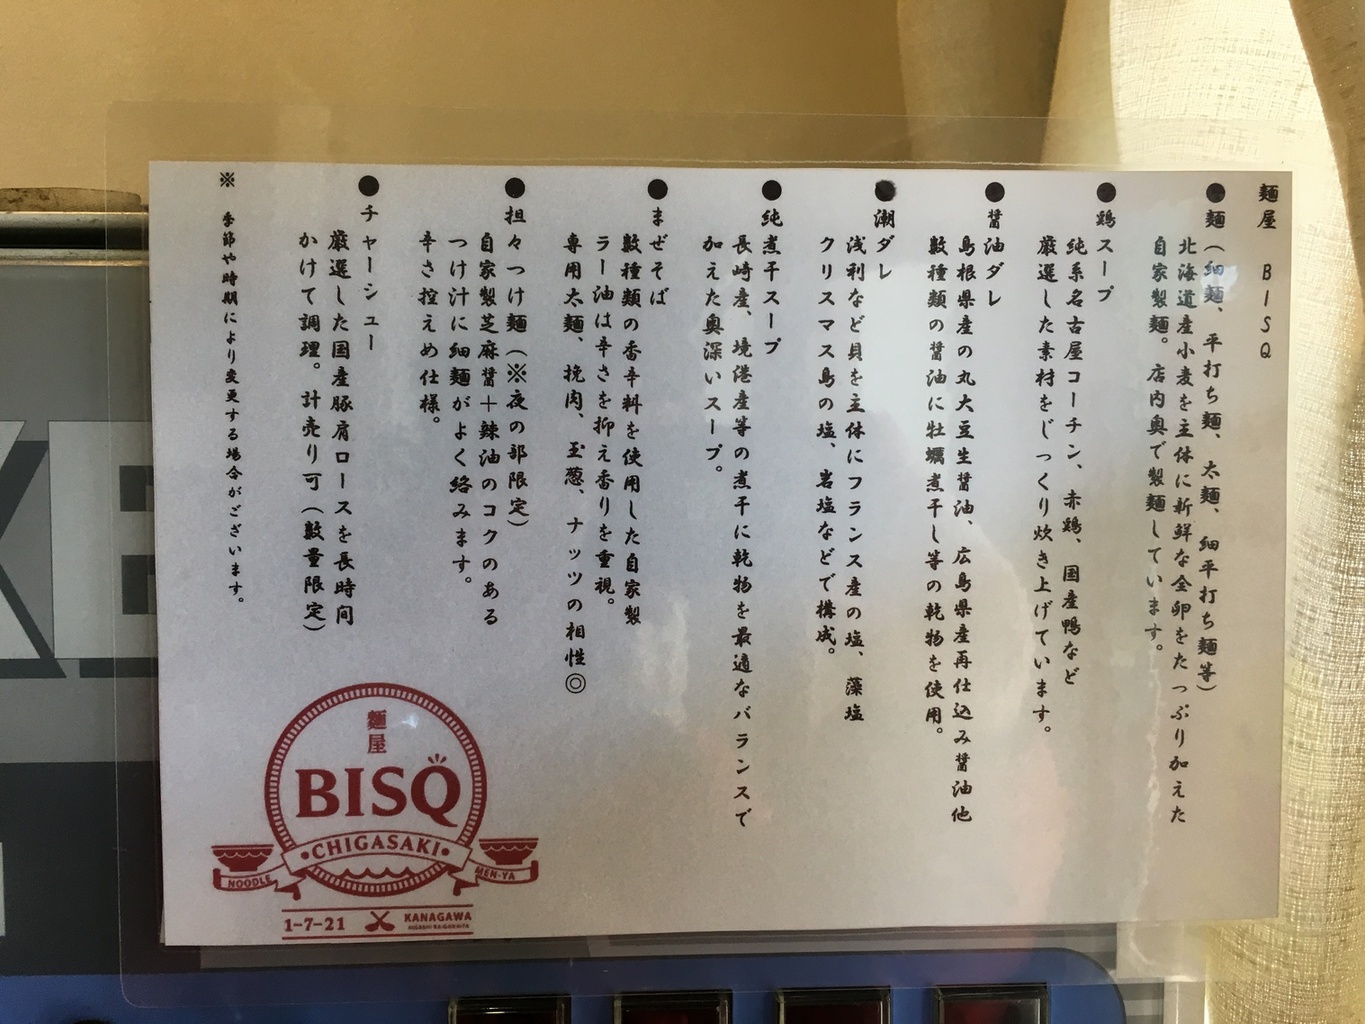 麺屋 BISQ
●麺（細麺、平打ち麺、太麺、細平打ち麺等）
北海道産小麦を主体に新鮮な全卵をたっぷり加えた
自家製麺。店内奥で製麺しています。
●鶏スープ
純系名古屋コーチン、赤鶏、国産鴨など
厳選した素材をじっくり炊き上げています。
●醤油ダレ
島根県産の丸大豆生醤油、広島県産再仕込み醤油他
数種類の醤油に牡蠣煮干し等の乾物を使用。
●潮ダレ
浅利など貝を主体にフランス産の塩、藻塩
クリスマス島の塩、岩塩などで構成。
●純煮干スープ
長崎産、境港産等の煮干に乾物を最適なバランスで
加えた奥深いスープ。
●まぜそば
数種類の香辛料を使用した自家製
ラー油は辛さを抑え香りを重視。
専用太麺、挽肉、玉葱、ナッツの相性◎
●担々つけ麺（※夜の部限定）
自家製芝麻醤＋辣油のコクのある
つけ汁に細麺がよく絡みます。
辛さ控えめ仕様。
●チャーシュー
厳選した国産豚肩ロースを長時間
かけて調理。計売り可（数量限定）
※ 季節や時期により変更する場合がございます。
麺屋
BISQ
・CHIGASAKI・
NOODLE
MEN-YA
1-7-21
KANAGAWA